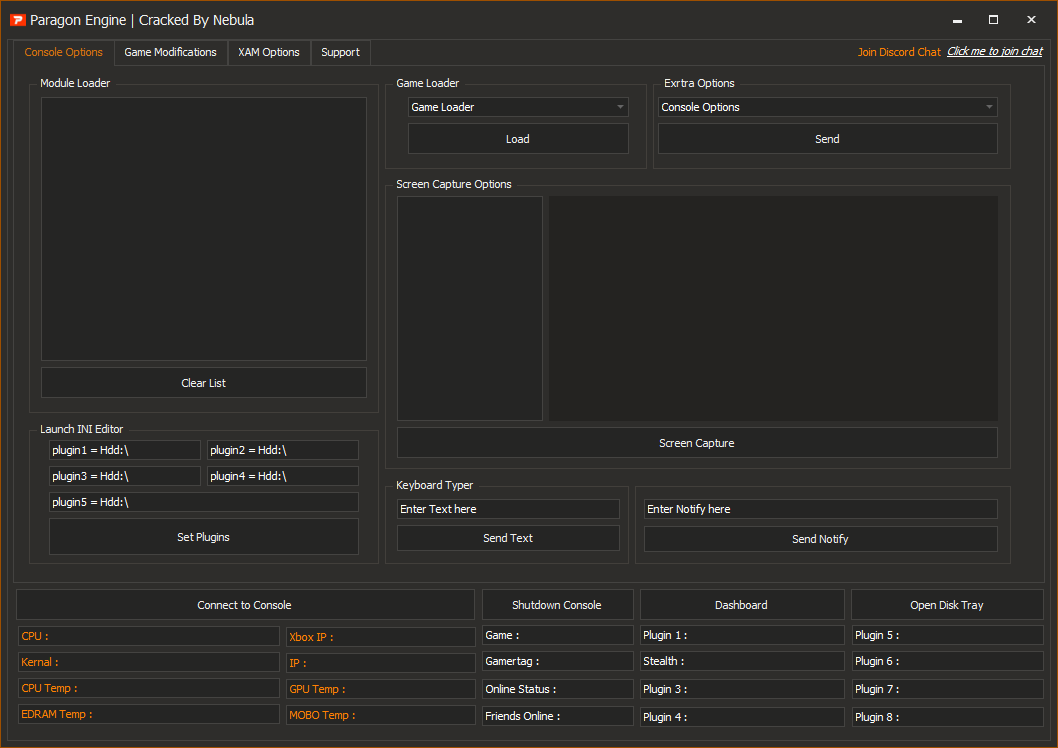 Paragon Engine | Cracked By Nebula
Console Options Game Modifications XAM Options Support Join Discord Chat Click me to join chat
Module Loader
Clear List
Launch INI Editor
plugin1 = Hdd:\ plugin2 = Hdd:\
plugin3 = Hdd:\ plugin4 = Hdd:\
plugin5 = Hdd:\
Set Plugins
Game Loader
Game Loader
Load
Exrtra Options
Console Options
Send
Screen Capture Options
Screen Capture
Keyboard Typer
Enter Text here
Send Text
Enter Notify here
Send Notify
Connect to Console Shutdown Console Dashboard Open Disk Tray
CPU : Xbox IP : Game : Plugin 1 : Plugin 5 :
Kernal : IP : Gamertag : Stealth : Plugin 6 :
CPU Temp : GPU Temp : Online Status : Plugin 3 : Plugin 7 :
EDRAM Temp : MOBO Temp : Friends Online : Plugin 4 : Plugin 8 :